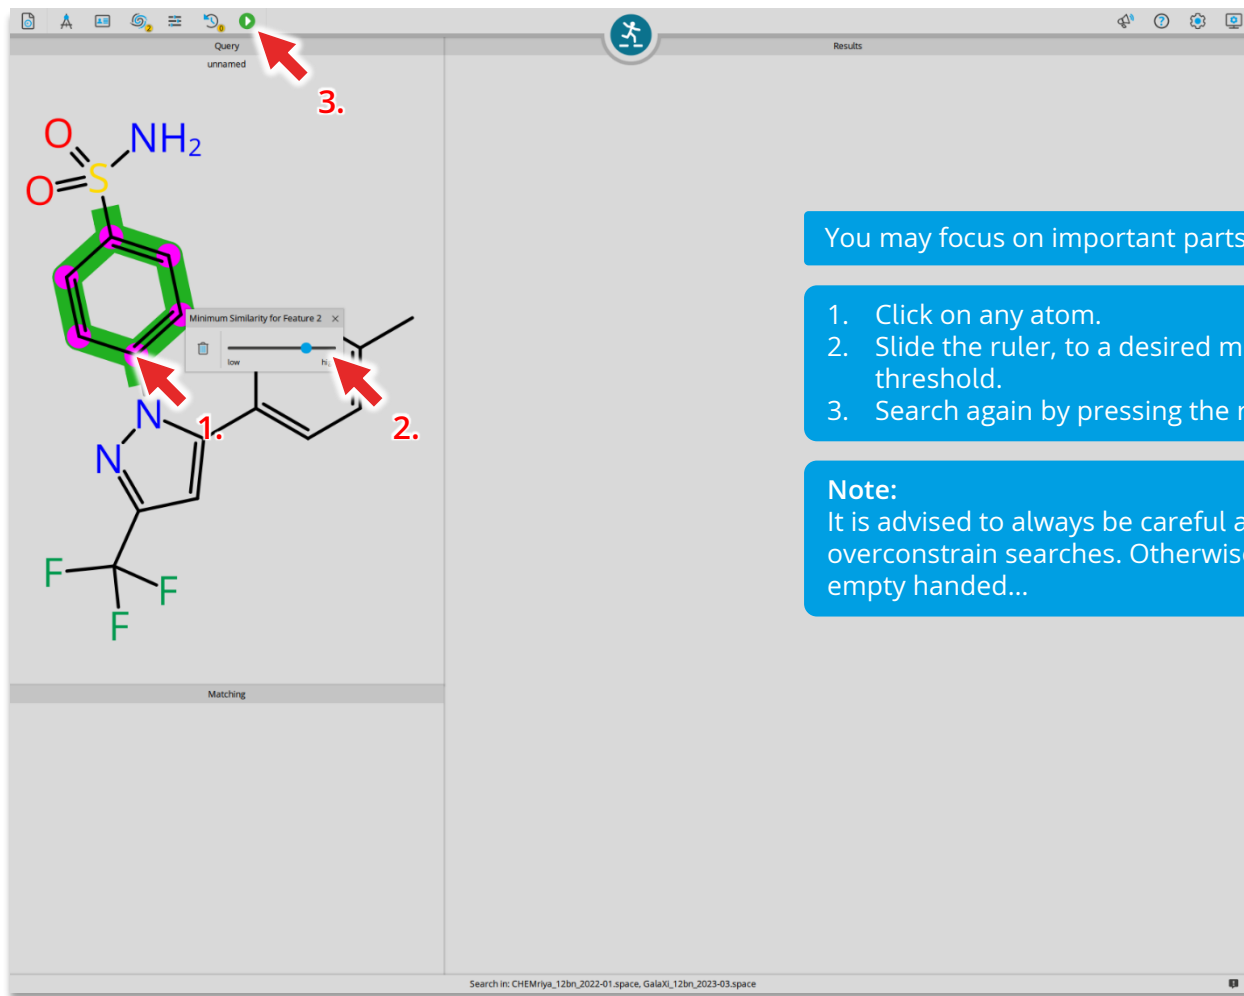 2
0
Query
Results
unnamed
3.
O
NH2
S
O
You may focus on important parts
Minimum Similarity for Feature 2
low
1. Click on any atom.
2. Slide the ruler, to a desired
threshold.
3. Search again by pressing the
1.
2.
N
N
Note:
It is advised to always be careful
overconstrain searches.
empty handed...
F
F
F
Matching
Search in: CHEMriya_12bn_2022-01.space, GalaXi_12bn_2023-03.space